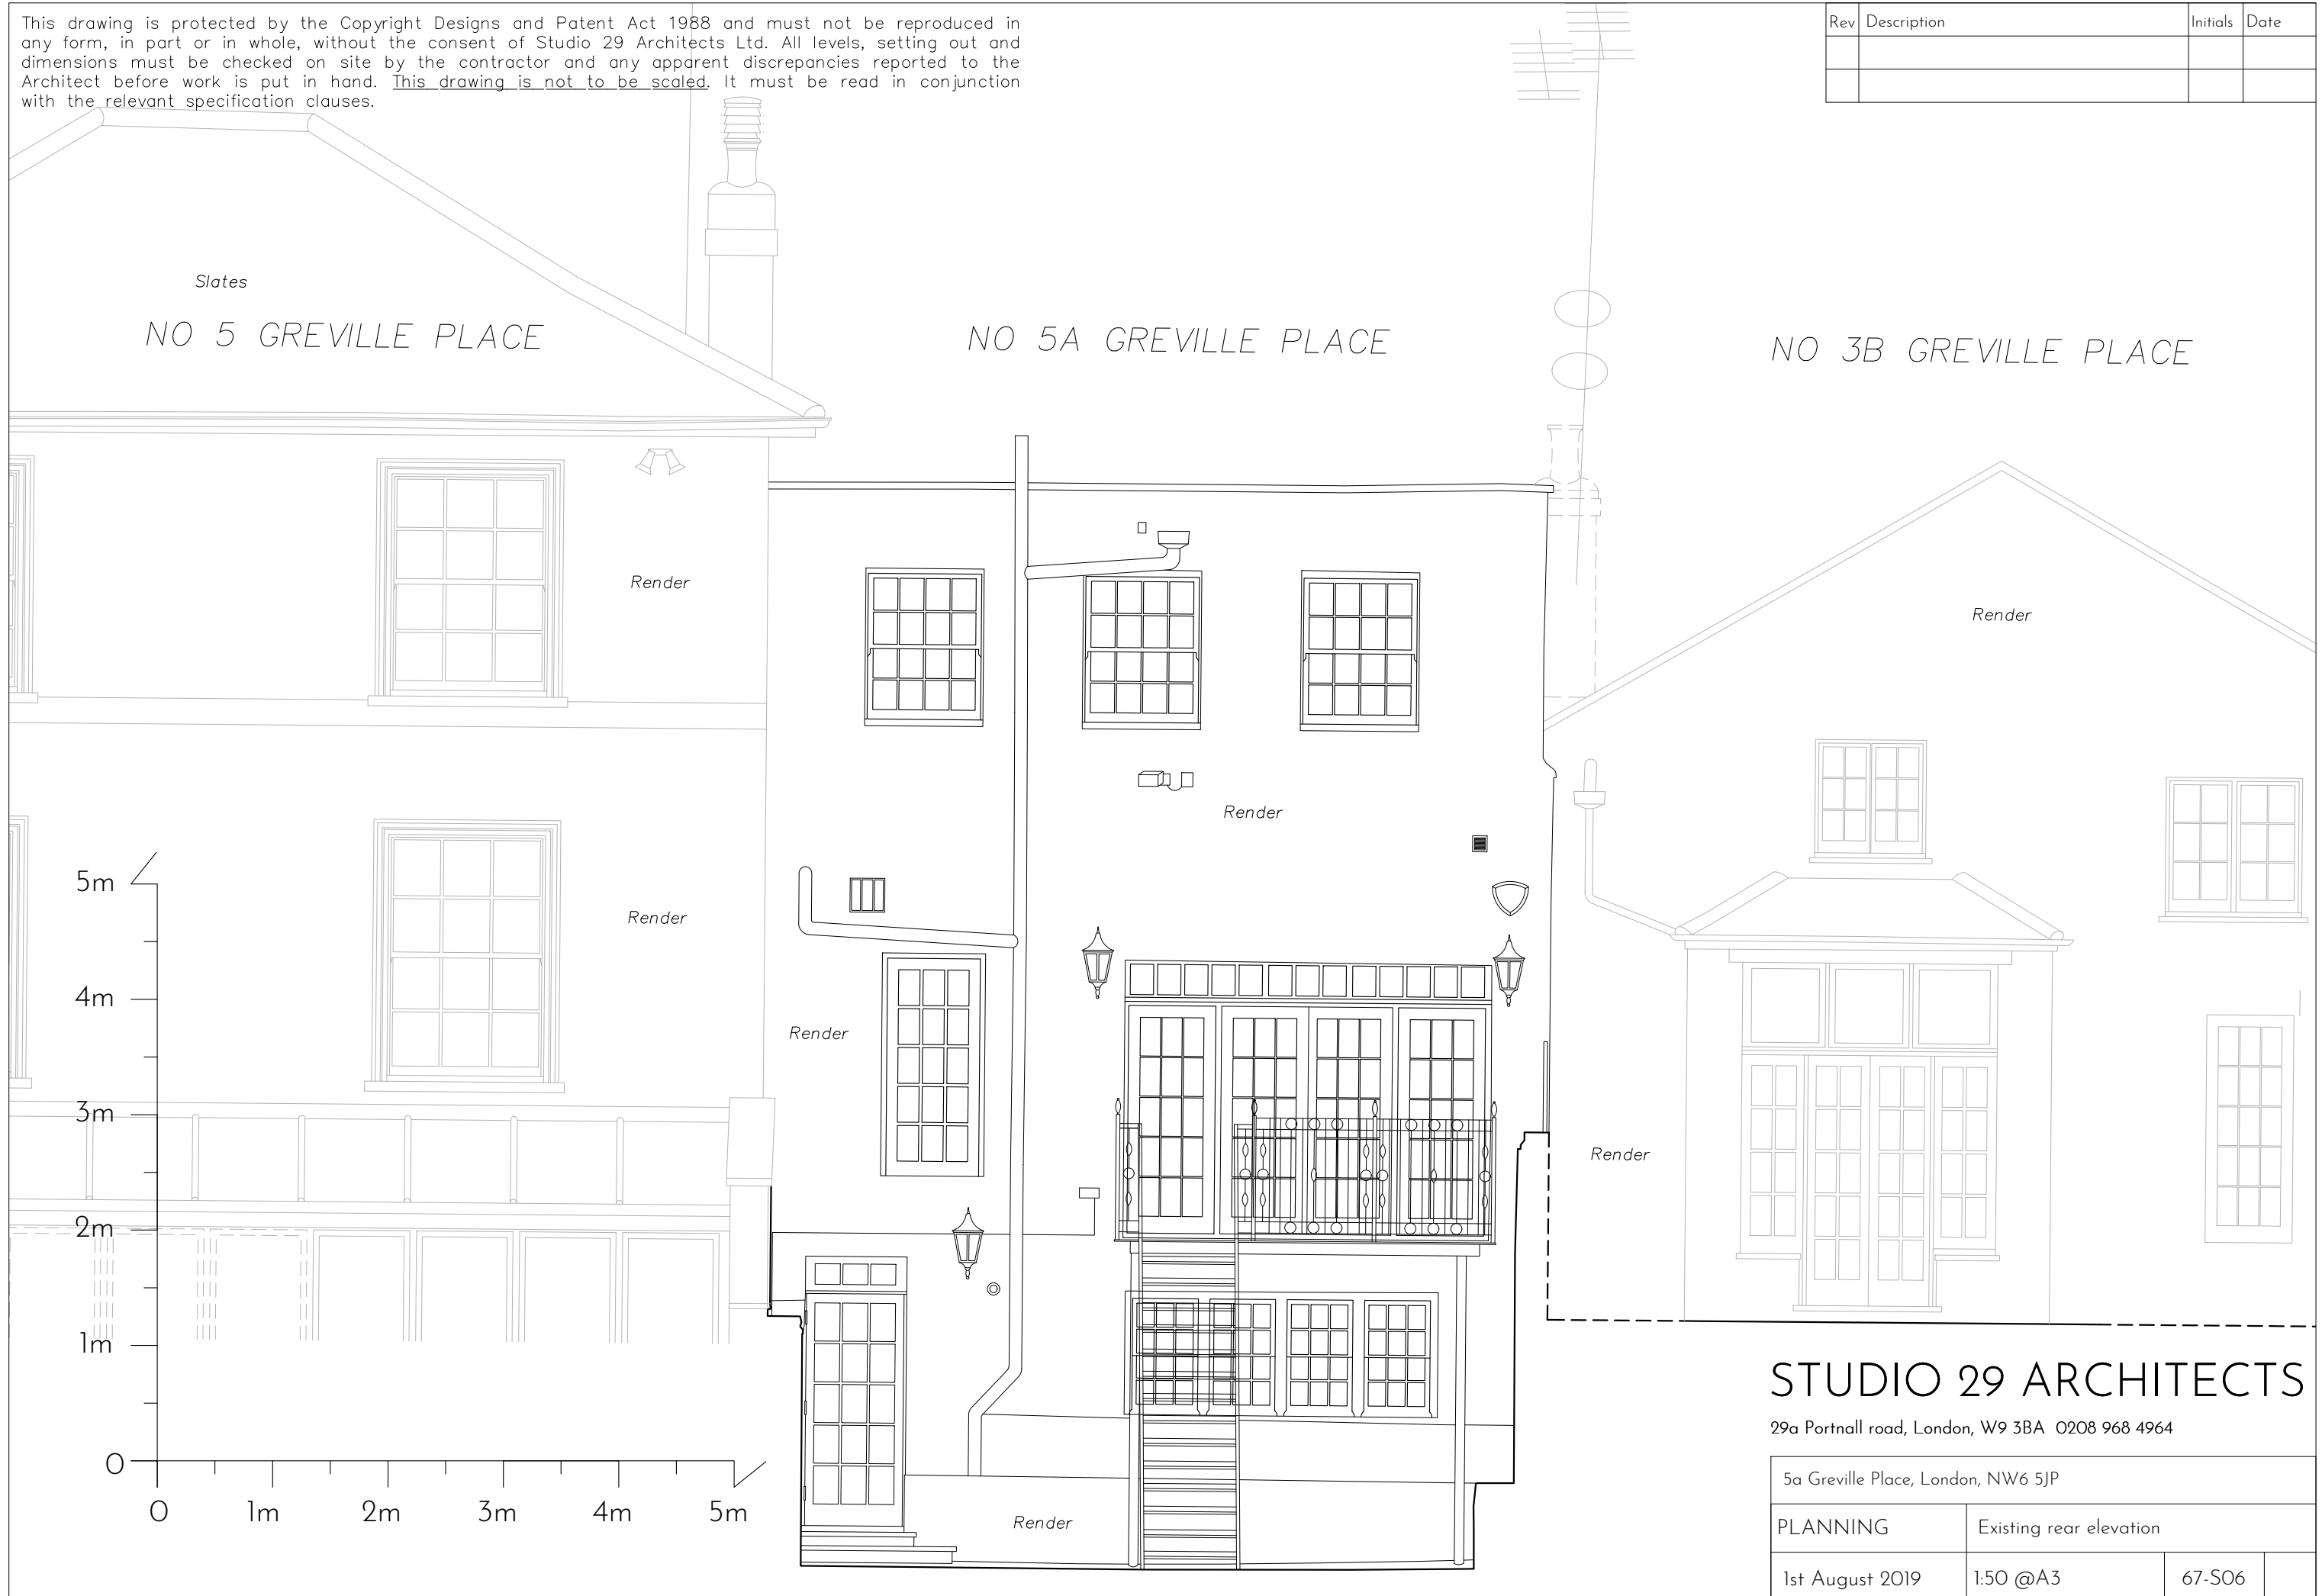 This drawing is protected by the Copyright Designs and Patent Act 1988 and must not be reproduced in
any form, in part or in whole, without the consent of Studio 29 Architects Ltd. All levels, setting out and
dimensions must be checked on site by the contractor and any apparent discrepancies reported to the
Architect before work is put in hand. This drawing is not to be scaled. It must be read in conjunction
with the relevant specification clauses.
Rev Description Initials Date
Slates
NO 5 GREVILLE PLACE
NO 5A GREVILLE PLACE
NO 3B GREVILLE PLACE
Render
Render
Render
Render
Render
Render
Render
5m
4m
3m
2m
1m
0
0 1m 2m 3m 4m 5m
STUDIO 29 ARCHITECTS
29a Portnall road, London, W9 3BA 0208 968 4964
5a Greville Place, London, NW6 5JP
PLANNING Existing rear elevation
1st August 2019 1:50 @A3 67-S06